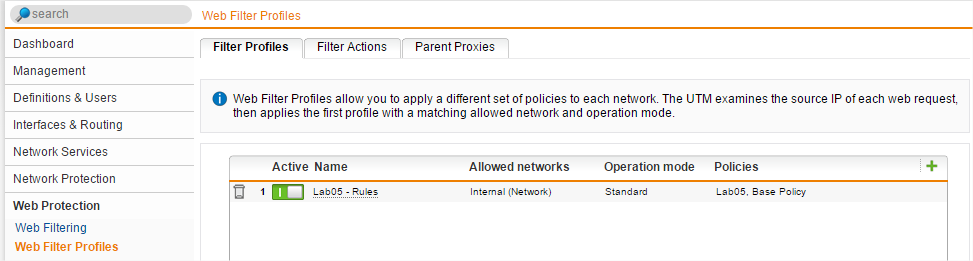 search
Web Filter Profiles
Dashboard
Management
Definitions & Users
Interfaces & Routing
Network Services
Network Protection
Web Protection
Web Filtering
Web Filter Profiles
Filter Profiles Filter Actions Parent Proxies
Web Filter Profiles allow you to apply a different set of policies to each network. The UTM examines the source IP of each web request,
then applies the first profile with a matching allowed network and operation mode.
Active Name Allowed networks Operation mode Policies
1 Lab05 - Rules Internal (Network) Standard Lab05, Base Policy